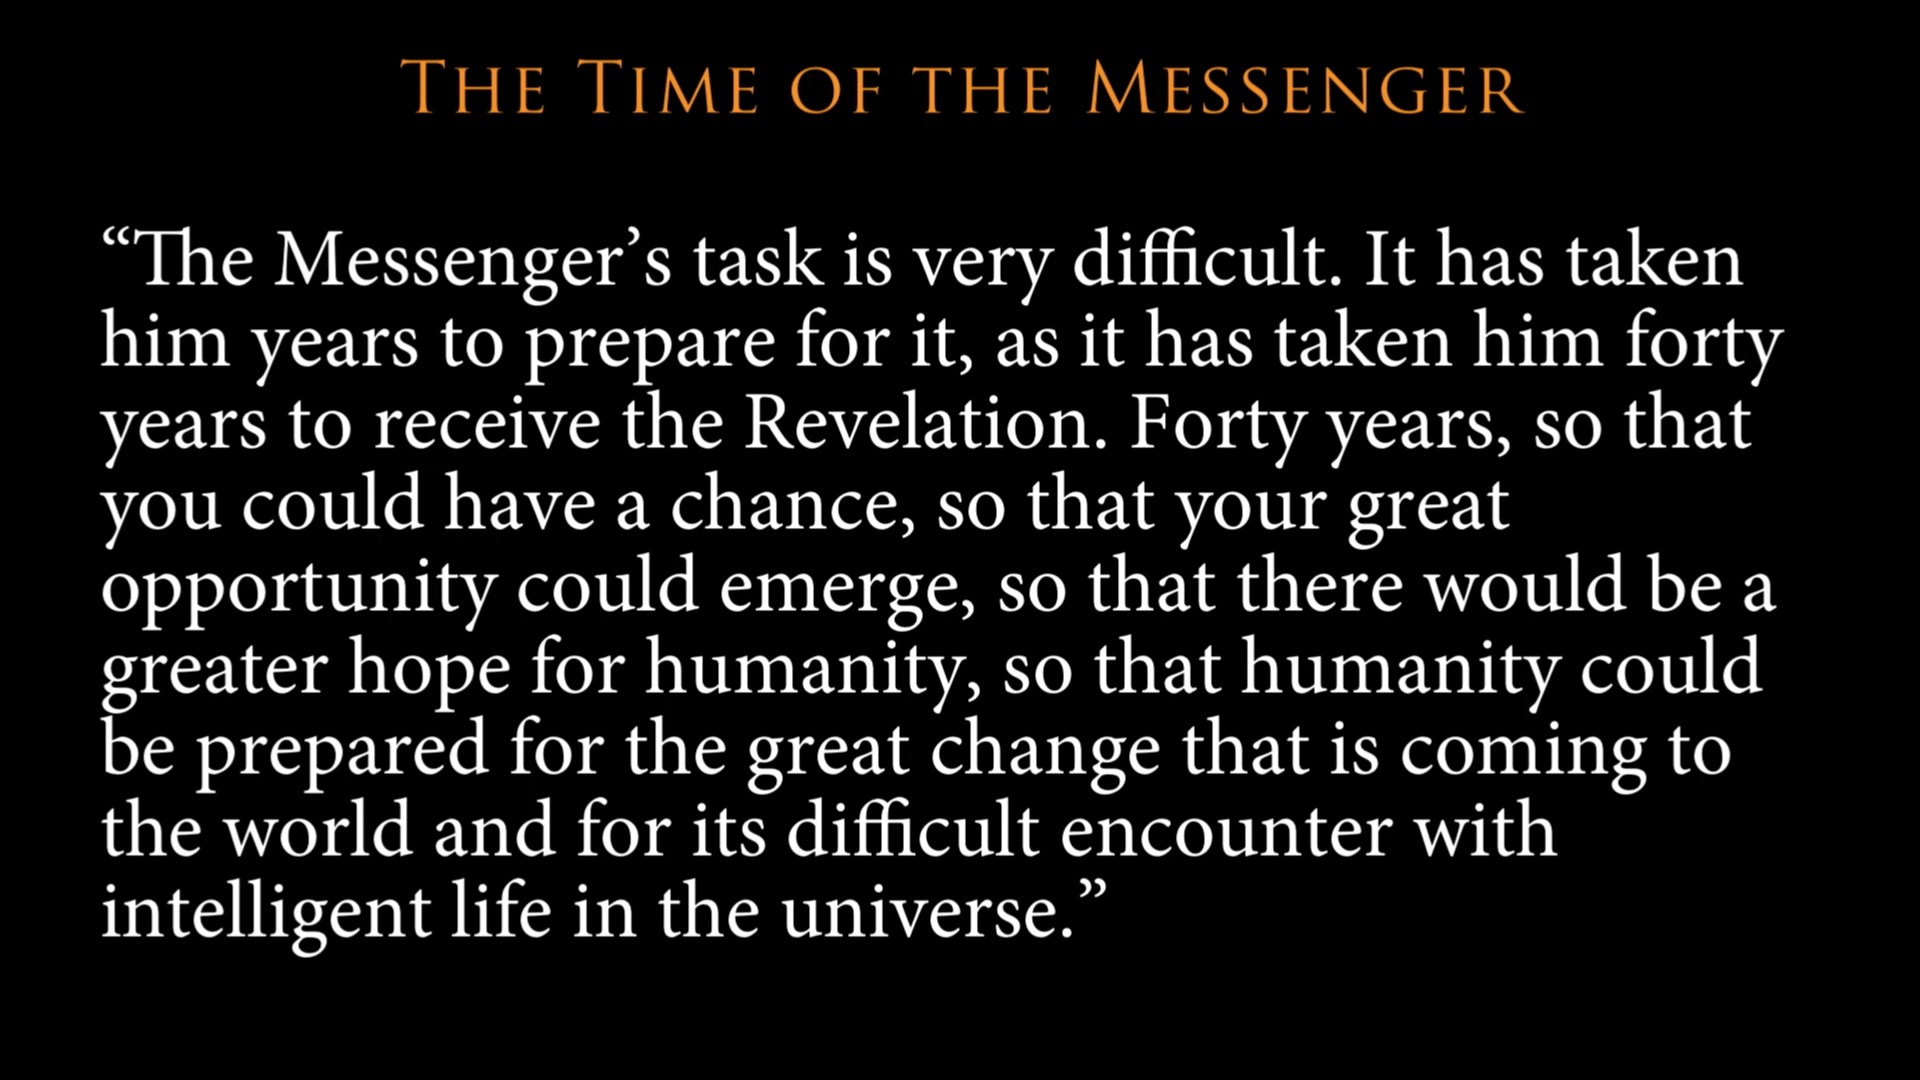 The Time of the Messenger
“The Messenger’s task is very difficult. It has taken
him years to prepare for it, as it has taken him forty
years to receive the Revelation. Forty years, so that
you could have a chance, so that your great
opportunity could emerge, so that there would be a
greater hope for humanity, so that humanity could
be prepared for the great change that is coming to
the world and for its difficult encounter with
intelligent life in the universe.”